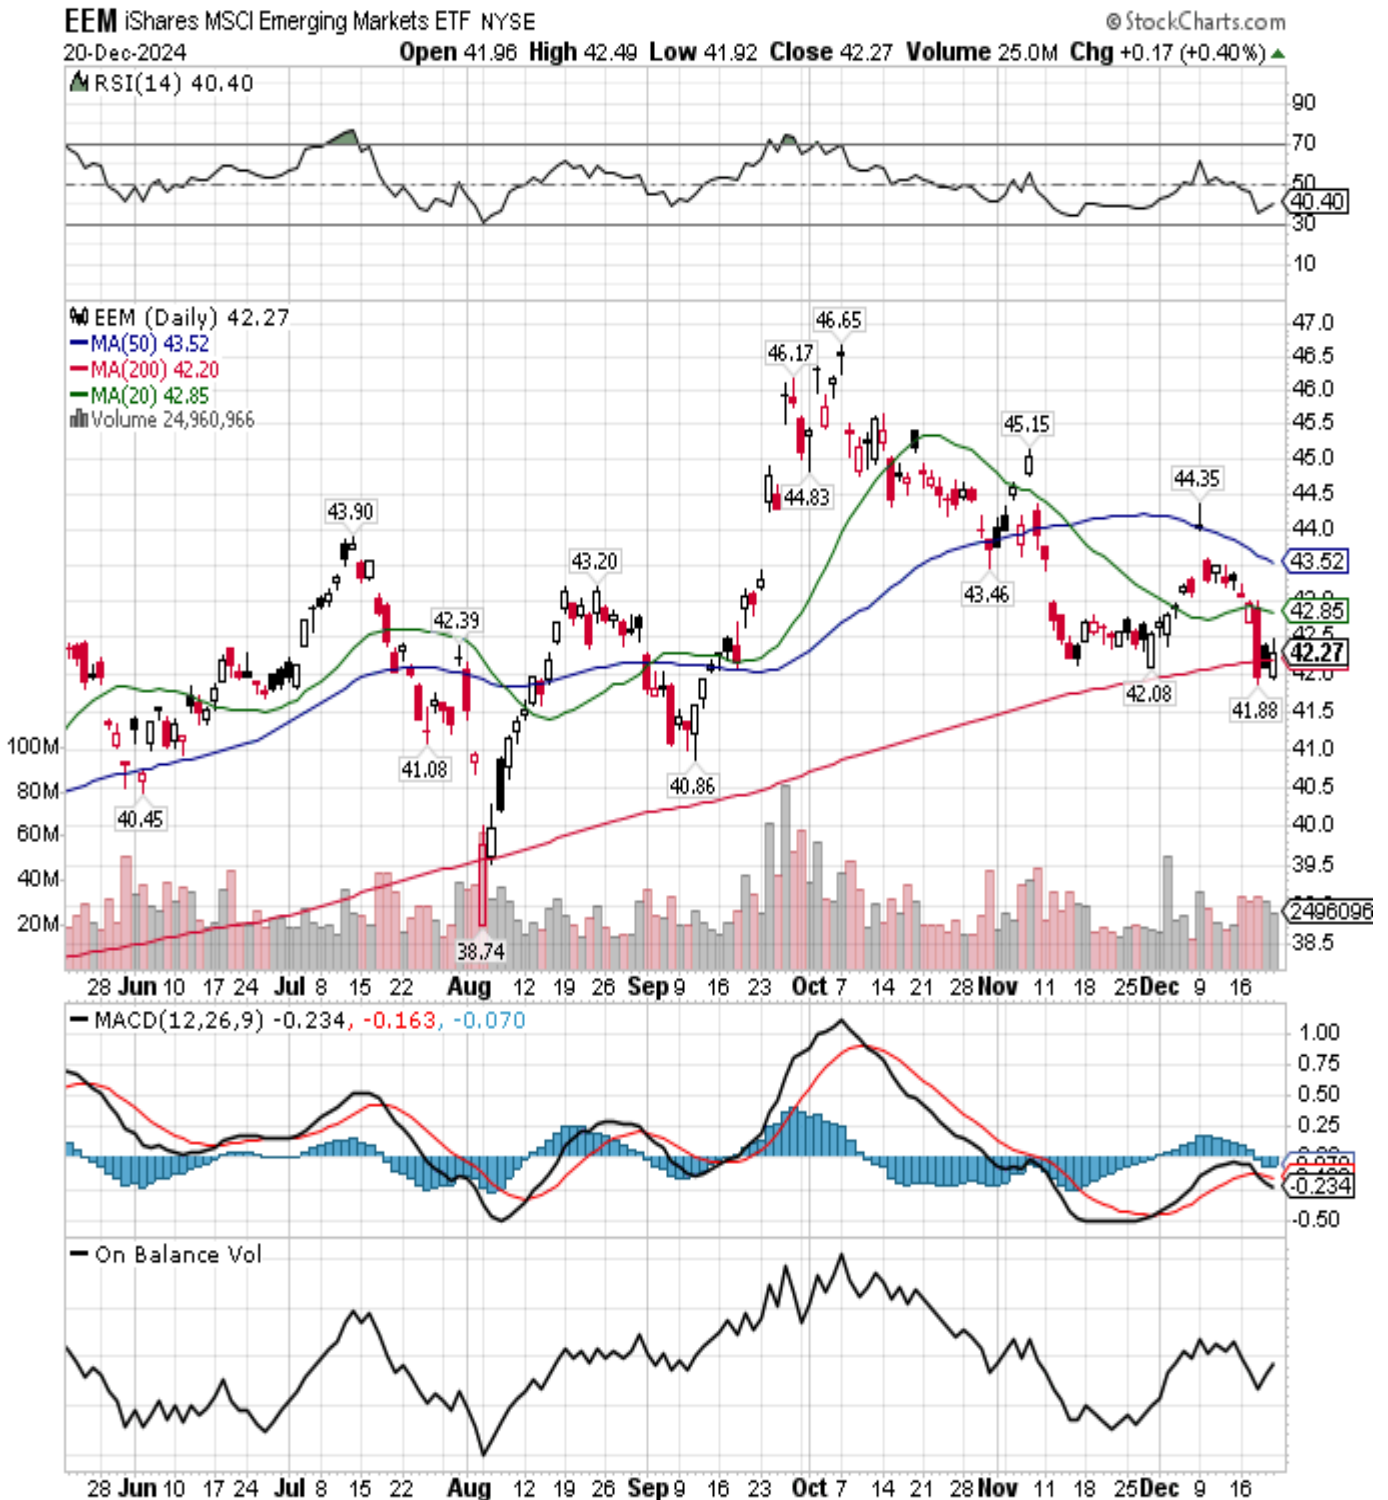 EEM iShares MSCI Emerging Markets ETF NYSE © StockCharts.com
20-Dec-2024 Open 41.96 High 42.49 Low 41.92 Close 42.27 Volume 25.0M Chg +0.17 (+0.40%)
RSI(14) 40.40
90
70
50
40.40
30
10
EEM (Daily) 42.27
MA(50) 43.52
MA(200) 42.20
MA(20) 42.85
Volume 24,960,966
46.65
46.17
45.15
44.83
44.35
43.90
43.46
43.20
42.39
42.08
41.88
41.08
40.86
40.45
38.74
47.0
46.5
46.0
45.5
45.0
44.5
44.0
43.52
42.85
42.5
42.27
41.5
41.0
40.5
40.0
39.5
2496096
38.5
100M
80M
60M
40M
20M
28 Jun 10 17 24 Jul 8 15 22 Aug 12 19 26 Sep 9 16 23 Oct 7 14 21 28 Nov 11 18 25 Dec 9 16
MACD(12,26,9) -0.234, -0.163, -0.070
1.00
0.75
0.50
0.25
-0.234
-0.50
On Balance Vol
28 Jun 10 17 24 Jul 8 15 22 Aug 12 19 26 Sep 9 16 23 Oct 7 14 21 28 Nov 11 18 25 Dec 9 16